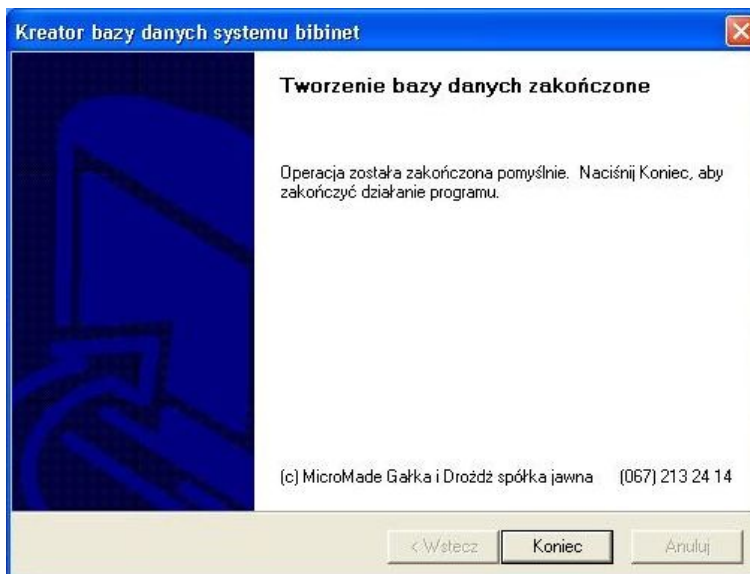 Kreator bazy danych systemu bibinet
Tworzenie bazy danych zakończone
Operacja została zakończona pomyślnie. Naciśnij Koniec, aby
zakończyć działanie programu.
(c) MicroMade Gałka i Drożdż spółka jawna (067) 213 24 14
< Wstecz Koniec Anuluj